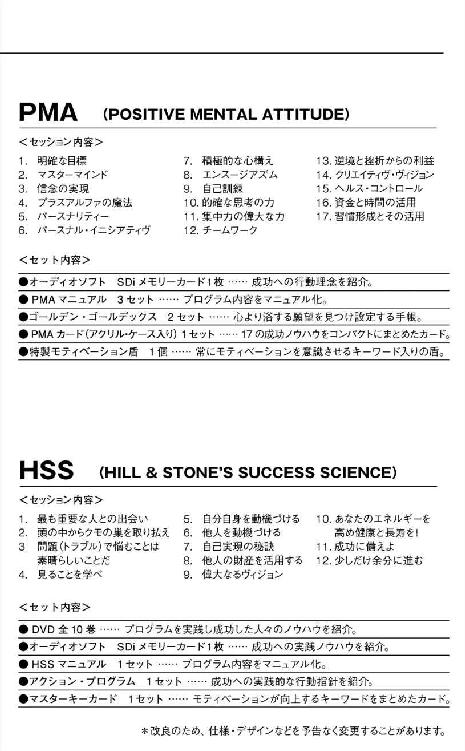 PMA (POSITIVE MENTAL ATTITUDE)
＜セッション内容＞
1. 明確な目標
2. マスターマインド
3. 信念の実現
4. プラスアルファの魔法
5. パースナリティー
6. パースナル・イニシアティヴ
7. 積極的な心構え
8. エンスージアズム
9. 自己訓練
10. 的確な思考の力
11. 集中力の偉大な力
12. チームワーク
13. 逆境と挫折からの利益
14. クリエイティヴ・ヴィジョン
15. ヘルス・コントロール
16. 資金と時間の活用
17. 習慣形成とその活用
＜セット内容＞
●オーディオソフト SDiメモリーカード1枚 …… 成功への行動理念を紹介。
●PMAマニュアル 3セット …… プログラム内容をマニュアル化。
●ゴールデン・ゴールデックス 2セット …… 心より浴する願望を見つけ設定する手帳。
●PMAカード（アクリル・ケース入り）1セット …… 17の成功ノウハウをコンパクトにまとめたカード。
●特製モティベーション盾 1個 …… 常にモティベーションを意識させるキーワード入りの盾。
HSS (HILL & STONE'S SUCCESS SCIENCE)
＜セッション内容＞
1. 最も重要な人との出会い
2. 頭の中からクモの巣を取り払え
3 問題（トラブル）で悩むことは
素晴らしいことだ
4. 見ることを学べ
5. 自分自身を動機づける
6. 他人を動機づける
7. 自己実現の秘訣
8. 他人の財産を活用する
9. 偉大なるヴィジョン
10. あなたのエネルギーを
高め健康と長寿を！
11. 成功に備えよ
12. 少しだけ余分に進む
＜セット内容＞
●DVD 全10巻 …… プログラムを実践し成功した人々のノウハウを紹介。
●オーディオソフト SDiメモリーカード1枚 …… 成功への実践ノウハウを紹介。
●HSSマニュアル 1セット …… プログラム内容をマニュアル化。
●アクション・プログラム 1セット …… 成功への実践的な行動指針を紹介。
●マスターキーカード 1セット …… モティベーションが向上するキーワードをまとめたカード。
＊改良のため、仕様・デザインなどを予告なく変更することがあります。